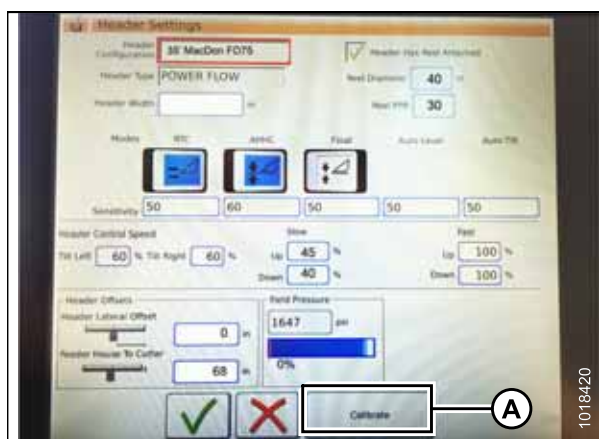 Header Settings
Header Configuration 35' MacDon FD75
Header Has Reel Attached
Header Type POWER FLOW
Reel Diameter 40 in
Header Width in
Reel PPR 30
Modes RTC AHHC Float Auto Level Auto Tilt
Sensitivity 50 60 50 50 50
Header Control Speed Slow Fast
Tilt Left 60 % Tilt Right 60 % Up 45 % Up 100 %
Down 40 % Down 100 %
Header Offsets Field Pressure
Header Lateral Offset 1647 psi
0 in
Feeder House To Cutter 0%
68 in
Calibrate
A
1018420